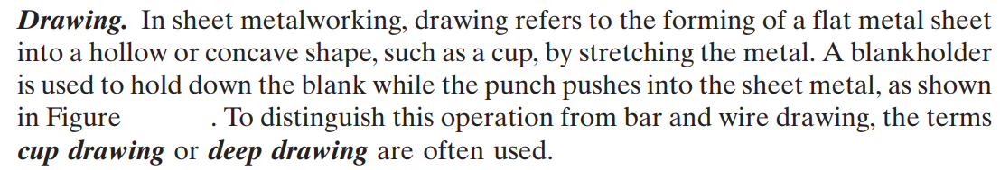 Drawing. In sheet metalworking, drawing refers to the forming of a flat metal sheet
into a hollow or concave shape, such as a cup, by stretching the metal. A blankholder
is used to hold down the blank while the punch pushes into the sheet metal, as shown
in Figure . To distinguish this operation from bar and wire drawing, the terms
cup drawing or deep drawing are often used.